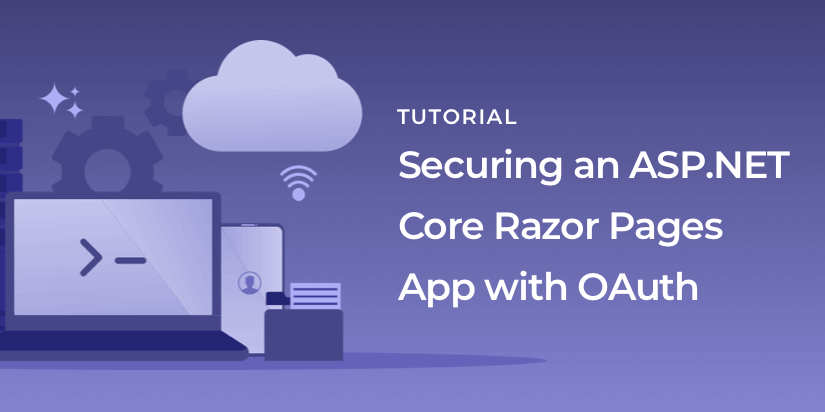 TUTORIAL
Securing an ASP.NET
Core Razor Pages
App with OAuth